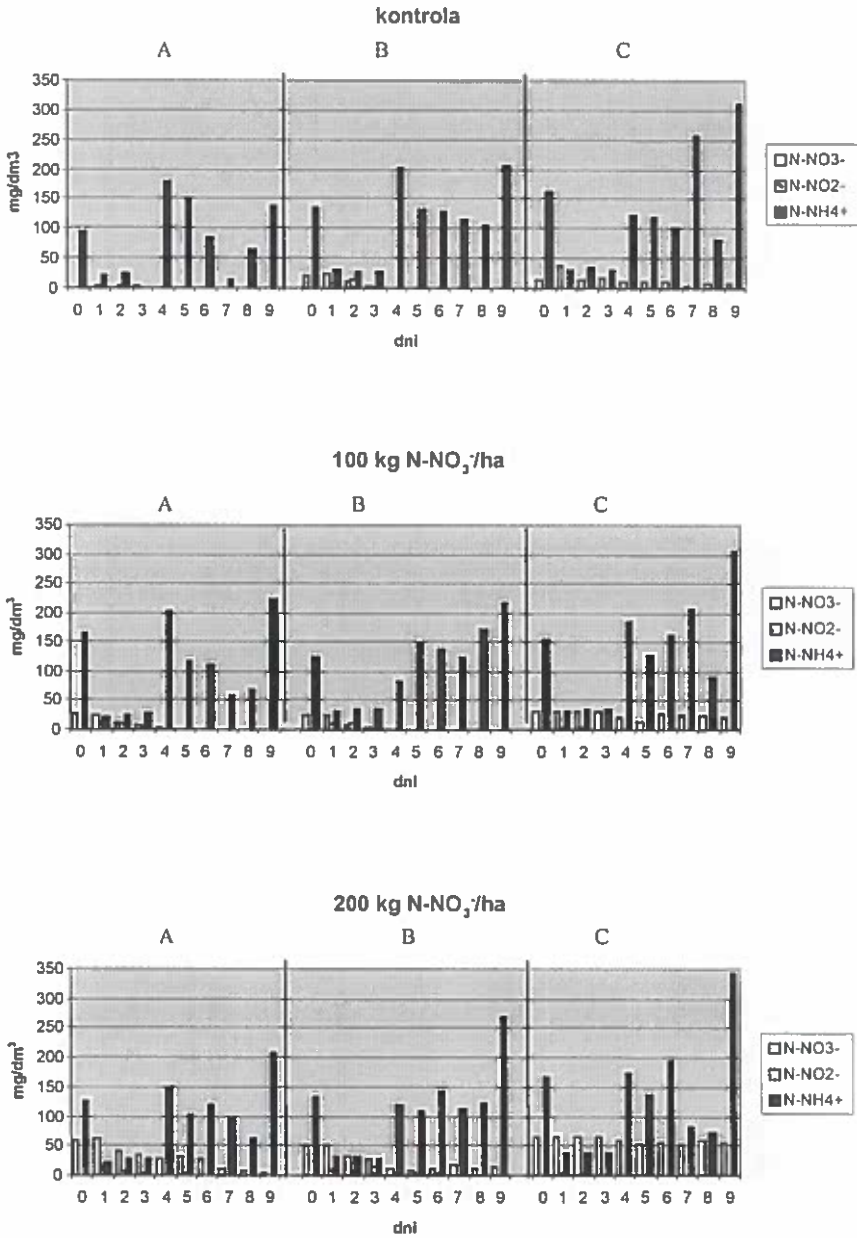 kontrola
A B C
350
300
250
200
150
100
50
0
mg/dm3
0 1 2 3 4 5 6 7 8 9 0 1 2 3 4 5 6 7 8 9 0 1 2 3 4 5 6 7 8 9
dni
N-NO3-
N-NO2-
N-NH4+
100 kg N-NO₃⁻/ha
A B C
350
300
250
200
150
100
50
0
mg/dm³
0 1 2 3 4 5 6 7 8 9 0 1 2 3 4 5 6 7 8 9 0 1 2 3 4 5 6 7 8 9
dni
N-NO3-
N-NO2-
N-NH4+
200 kg N-NO₃⁻/ha
A B C
350
300
250
200
150
100
50
0
mg/dm³
0 1 2 3 4 5 6 7 8 9 0 1 2 3 4 5 6 7 8 9 0 1 2 3 4 5 6 7 8 9
dni
N-NO3-
N-NO2-
N-NH4+